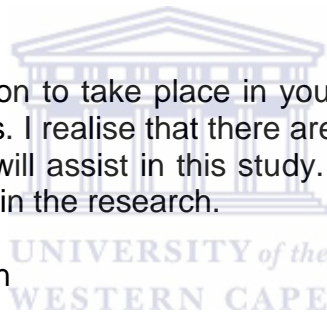 on to take place in you
s. I realise that there are
will assist in this study.
in the research.
UNIVERSITY of the
n
WESTERN CAPE